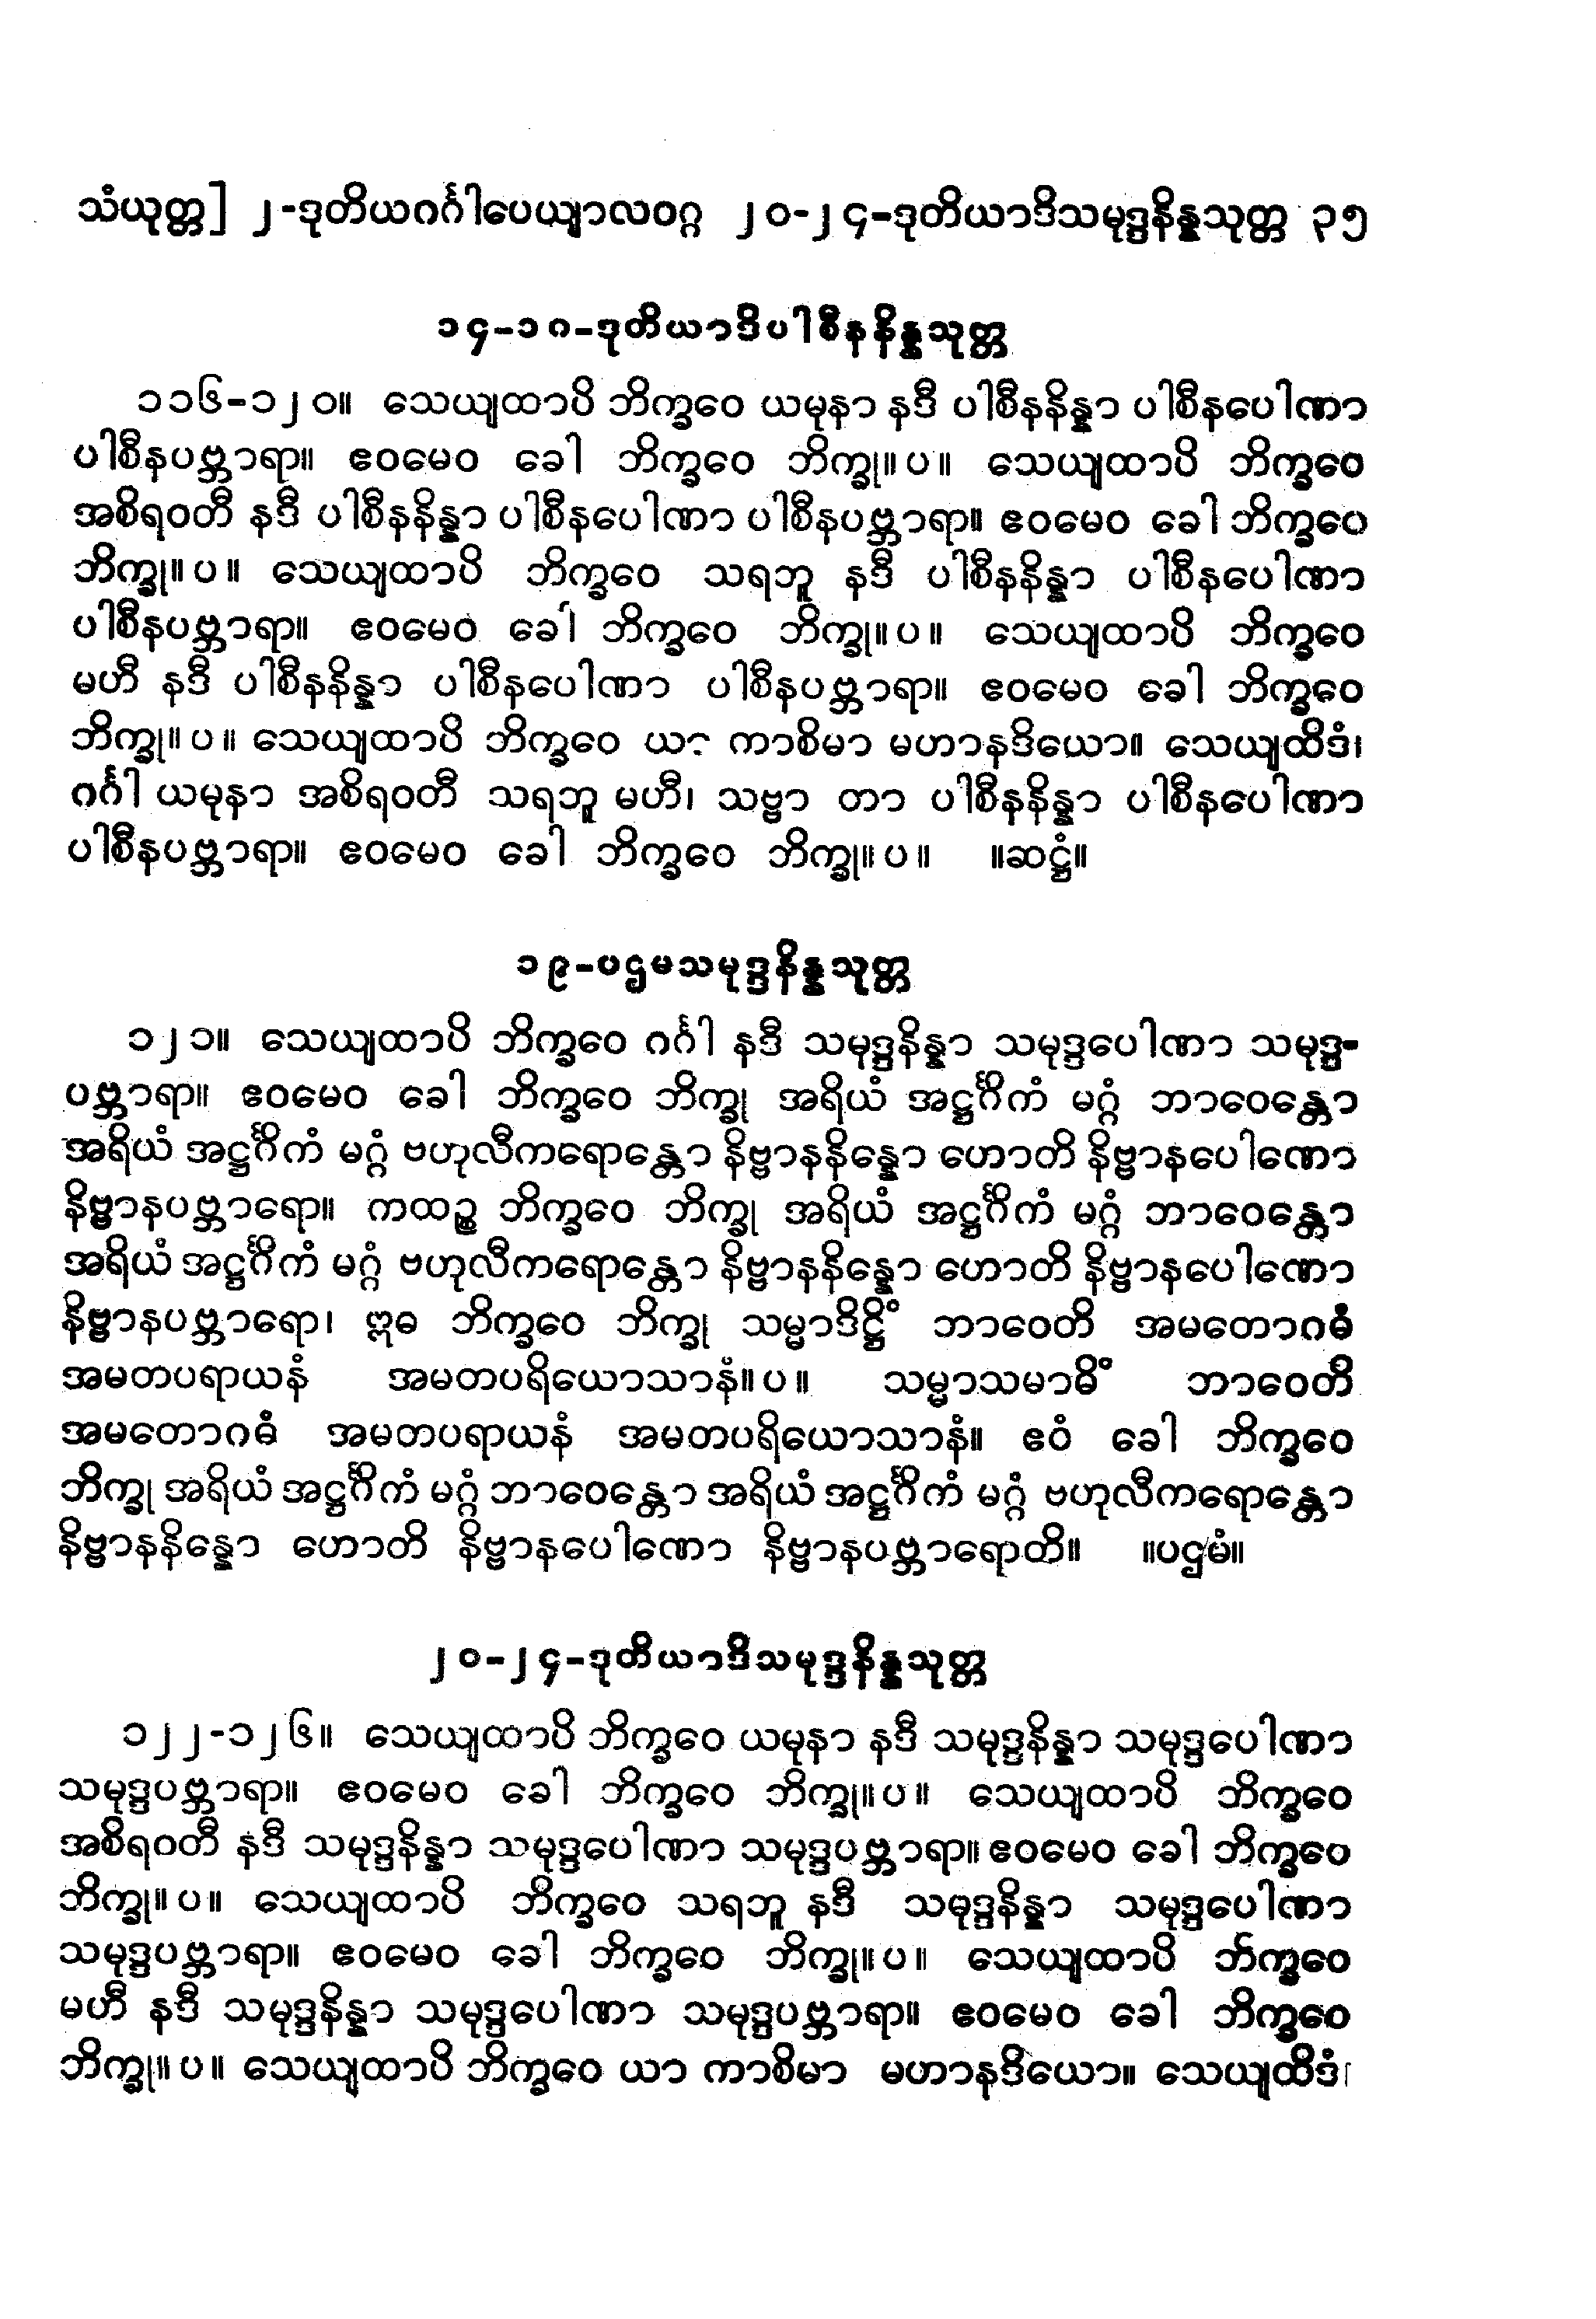 သံယုတ္တ] ၂-ဒုတိယဂင်္ဂါပေယျာလဝဂ္ဂ ၂၀-၂၄-ဒုတိယာဒိသမုဒ္ဒနိန္နသုတ္တ ၃၅
၁၄-၁၈-ဒုတိယာဒိပါစီနနိန္နသုတ္တ
၁၁၆-၁၂၀။ သေယျထာပိ ဘိက္ခဝေ ယမုနာ နဒီ ပါစီနနိန္နာ ပါစီနပေါဏာ
ပါစီနပဗ္ဘာရာ။ ဧဝမေဝ ခေါ ဘိက္ခဝေ ဘိက္ခု။ပ။ သေယျထာပိ ဘိက္ခဝေ
အစိရဝတီ နဒီ ပါစီနနိန္နာ ပါစီနပေါဏာ ပါစီနပဗ္ဘာရာ။ ဧဝမေဝ ခေါ ဘိက္ခဝေ
ဘိက္ခု။ပ။ သေယျထာပိ ဘိက္ခဝေ သရဘူ နဒီ ပါစီနနိန္နာ ပါစီနပေါဏာ
ပါစီနပဗ္ဘာရာ။ ဧဝမေဝ ခေါ ဘိက္ခဝေ ဘိက္ခု။ပ။ သေယျထာပိ ဘိက္ခဝေ
မဟီ နဒီ ပါစီနနိန္နာ ပါစီနပေါဏာ ပါစီနပဗ္ဘာရာ။ ဧဝမေဝ ခေါ ဘိက္ခဝေ
ဘိက္ခု။ပ။ သေယျထာပိ ဘိက္ခဝေ ယာ ကာစိမာ မဟာနဒိယော။ သေယျထိဒံ၊
ဂင်္ဂါ ယမုနာ အစိရဝတီ သရဘူ မဟီ၊ သဗ္ဗာ တာ ပါစီနနိန္နာ ပါစီနပေါဏာ
ပါစီနပဗ္ဘာရာ။ ဧဝမေဝ ခေါ ဘိက္ခဝေ ဘိက္ခု။ပ။ ။ဆဋ္ဌံ။
၁၉-ပဌမသမုဒ္ဒနိန္နသုတ္တ
၁၂၁။ သေယျထာပိ ဘိက္ခဝေ ဂင်္ဂါ နဒီ သမုဒ္ဒနိန္နာ သမုဒ္ဒပေါဏာ သမုဒ္ဒ-
ပဗ္ဘာရာ။ ဧဝမေဝ ခေါ ဘိက္ခဝေ ဘိက္ခု အရိယံ အဋ္ဌင်္ဂိကံ မဂ္ဂံ ဘာဝေန္တော
အရိယံ အဋ္ဌင်္ဂိကံ မဂ္ဂံ ဗဟုလီကရောန္တော နိဗ္ဗာနနိန္နော ဟောတိ နိဗ္ဗာနပေါဏော
နိဗ္ဗာနပဗ္ဘာရော။ ကထဉ္စ ဘိက္ခဝေ ဘိက္ခု အရိယံ အဋ္ဌင်္ဂိကံ မဂ္ဂံ ဘာဝေန္တော
အရိယံ အဋ္ဌင်္ဂိကံ မဂ္ဂံ ဗဟုလီကရောန္တော နိဗ္ဗာနနိန္နော ဟောတိ နိဗ္ဗာနပေါဏော
နိဗ္ဗာနပဗ္ဘာရော၊ ဣဓ ဘိက္ခဝေ ဘိက္ခု သမ္မာဒိဋ္ဌိံ ဘာဝေတိ အမတောဂဓံ
အမတပရာယနံ အမတပရိယောသာနံ။ပ။ သမ္မာသမာဓိံ ဘာဝေတိ
အမတောဂဓံ အမတပရာယနံ အမတပရိယောသာနံ။ ဧဝံ ခေါ ဘိက္ခဝေ
ဘိက္ခု အရိယံ အဋ္ဌင်္ဂိကံ မဂ္ဂံ ဘာဝေန္တော အရိယံ အဋ္ဌင်္ဂိကံ မဂ္ဂံ ဗဟုလီကရောန္တော
နိဗ္ဗာနနိန္နော ဟောတိ နိဗ္ဗာနပေါဏော နိဗ္ဗာနပဗ္ဘာရောတိ။ ။ပဌမံ။
၂၀-၂၄-ဒုတိယာဒိသမုဒ္ဒနိန္နသုတ္တ
၁၂၂-၁၂၆။ သေယျထာပိ ဘိက္ခဝေ ယမုနာ နဒီ သမုဒ္ဒနိန္နာ သမုဒ္ဒပေါဏာ
သမုဒ္ဒပဗ္ဘာရာ။ ဧဝမေဝ ခေါ ဘိက္ခဝေ ဘိက္ခု။ပ။ သေယျထာပိ ဘိက္ခဝေ
အစိရဝတီ နဒီ သမုဒ္ဒနိန္နာ သမုဒ္ဒပေါဏာ သမုဒ္ဒပဗ္ဘာရာ။ ဧဝမေဝ ခေါ ဘိက္ခဝေ
ဘိက္ခု။ပ။ သေယျထာပိ ဘိက္ခဝေ သရဘူ နဒီ သမုဒ္ဒနိန္နာ သမုဒ္ဒပေါဏာ
သမုဒ္ဒပဗ္ဘာရာ။ ဧဝမေဝ ခေါ ဘိက္ခဝေ ဘိက္ခု။ပ။ သေယျထာပိ ဘိက္ခဝေ
မဟီ နဒီ သမုဒ္ဒနိန္နာ သမုဒ္ဒပေါဏာ သမုဒ္ဒပဗ္ဘာရာ။ ဧဝမေဝ ခေါ ဘိက္ခဝေ
ဘိက္ခု။ပ။ သေယျထာပိ ဘိက္ခဝေ ယာ ကာစိမာ မဟာနဒိယော။ သေယျထိဒံ၊